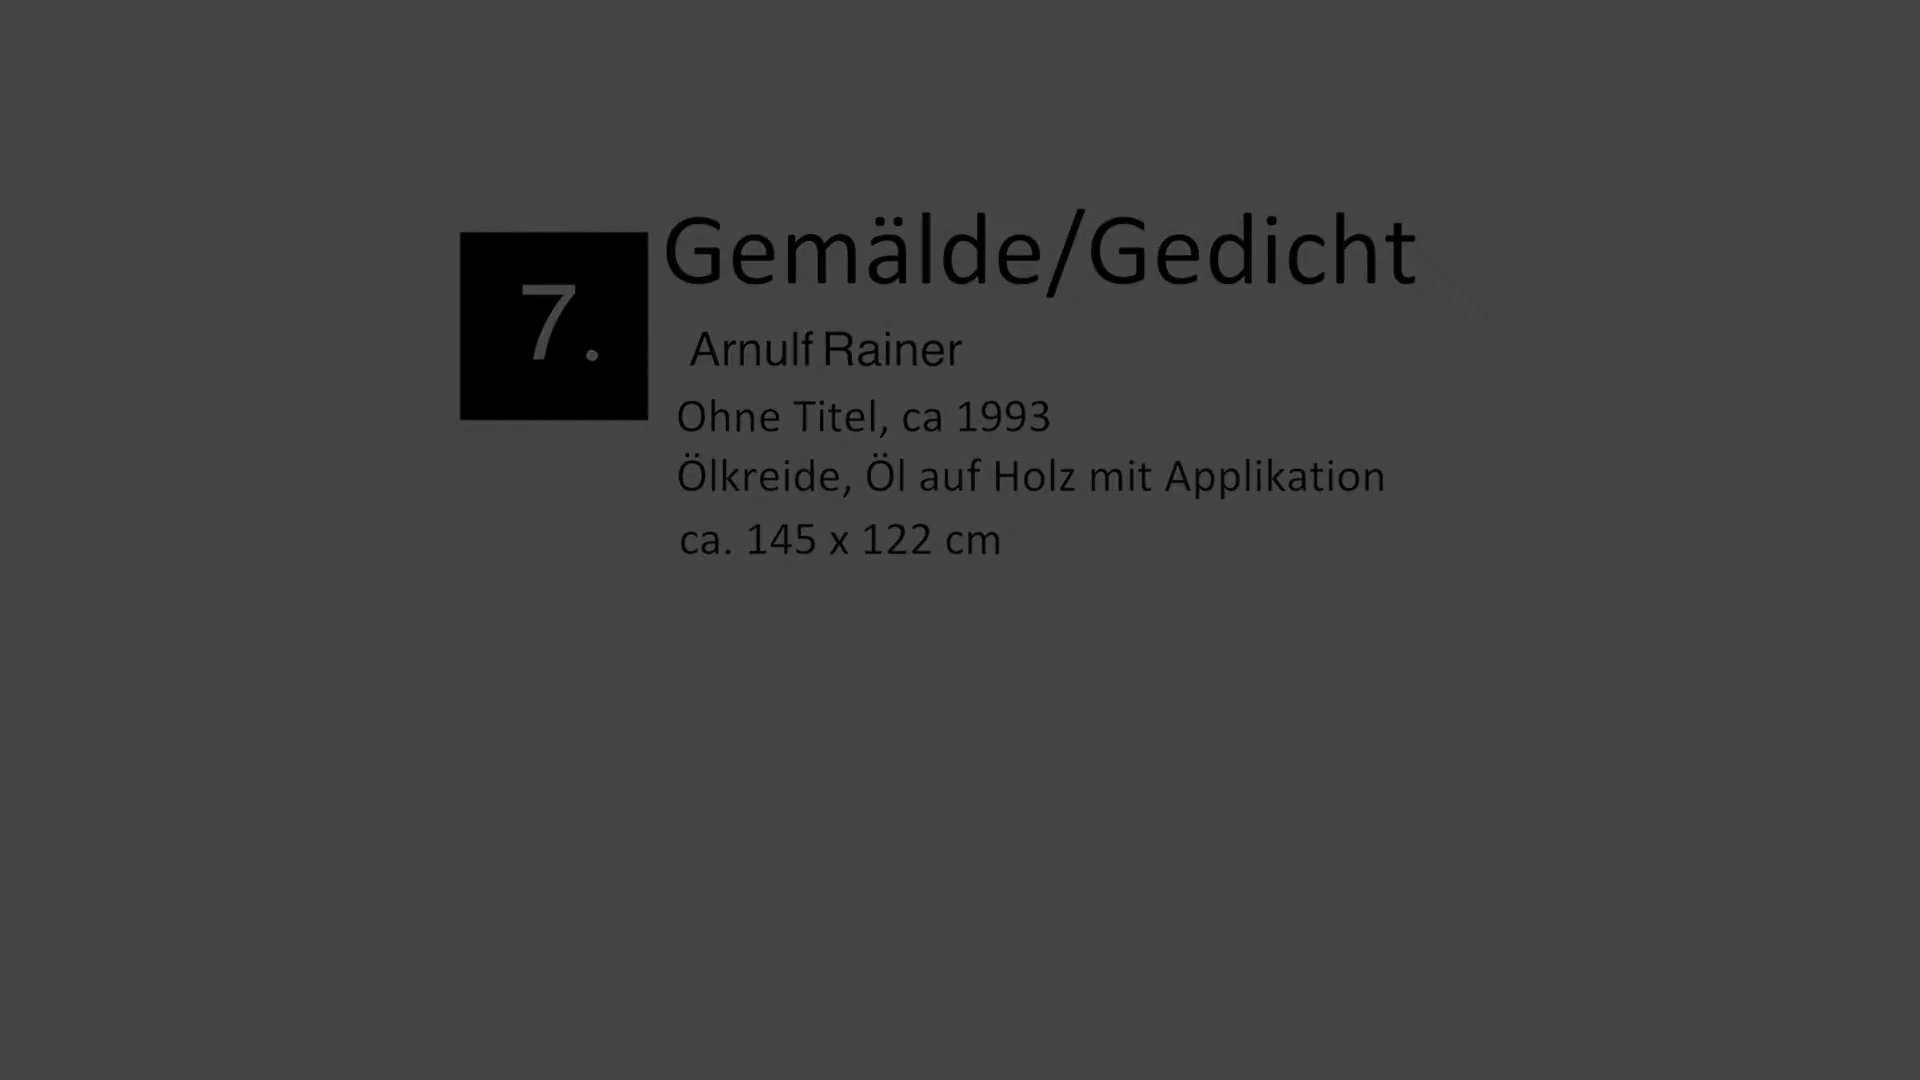 7.
Gemälde/Gedicht
Arnulf Rainer
Ohne Titel, ca 1993
Ölkreide, Öl auf Holz mit Applikation
ca. 145 x 122 cm